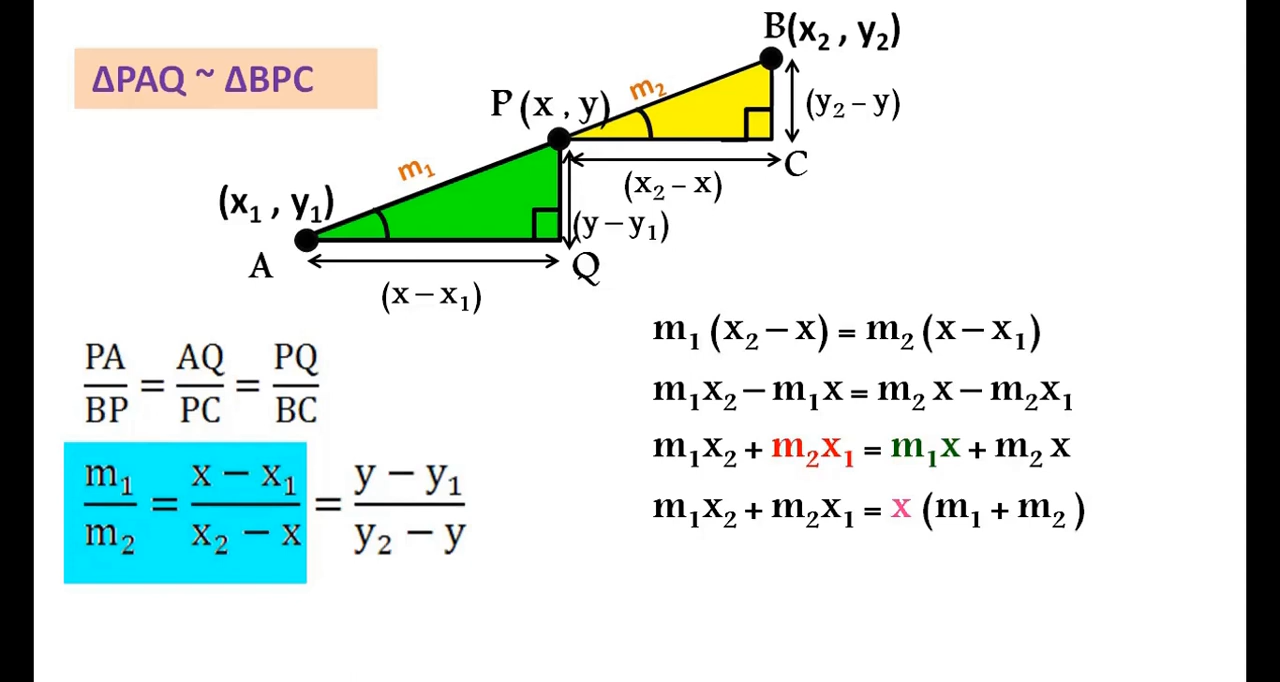 ΔPAQ ~ ΔBPC
B(x₂ , y₂)
P (x , y)
m₂
(y₂ – y)
m₁
C
(x₂ – x)
(x₁ , y₁)
(y – y₁)
A
Q
(x – x₁)
PA/BP = AQ/PC = PQ/BC
m₁/m₂ = x – x₁/x₂ – x = y – y₁/y₂ – y
m₁ (x₂ – x) = m₂ (x – x₁)
m₁x₂ – m₁x = m₂ x – m₂x₁
m₁x₂ + m₂x₁ = m₁x + m₂ x
m₁x₂ + m₂x₁ = x (m₁ + m₂ )